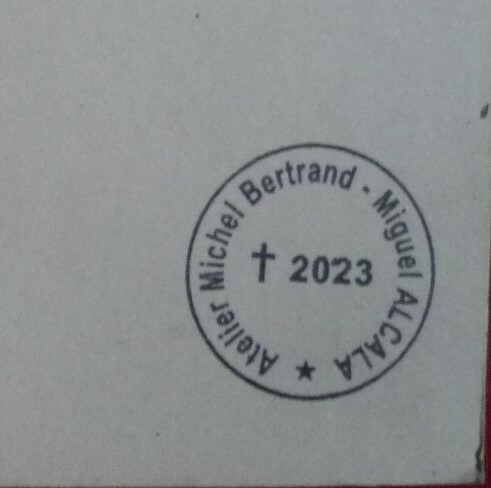 Atelier Michel Bertrand - Miguel ALCALA ★
† 2023